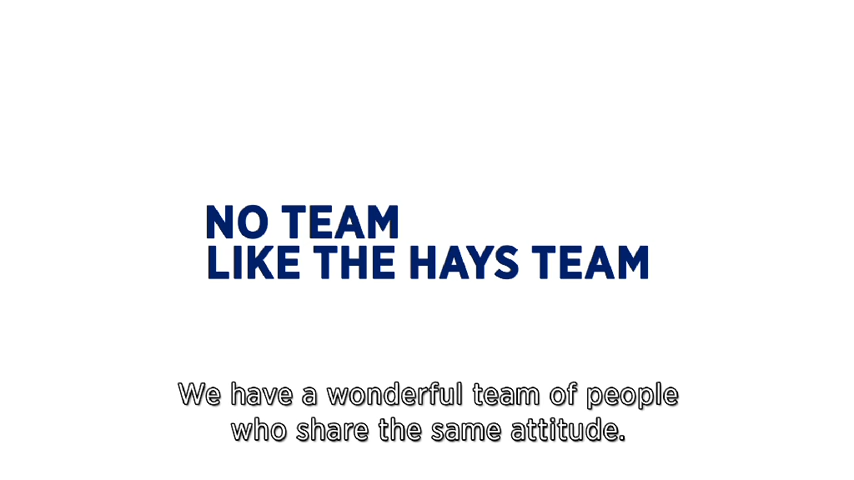 NO TEAM
LIKE THE HAYS TEAM
We have a wonderful team of people
who share the same attitude.